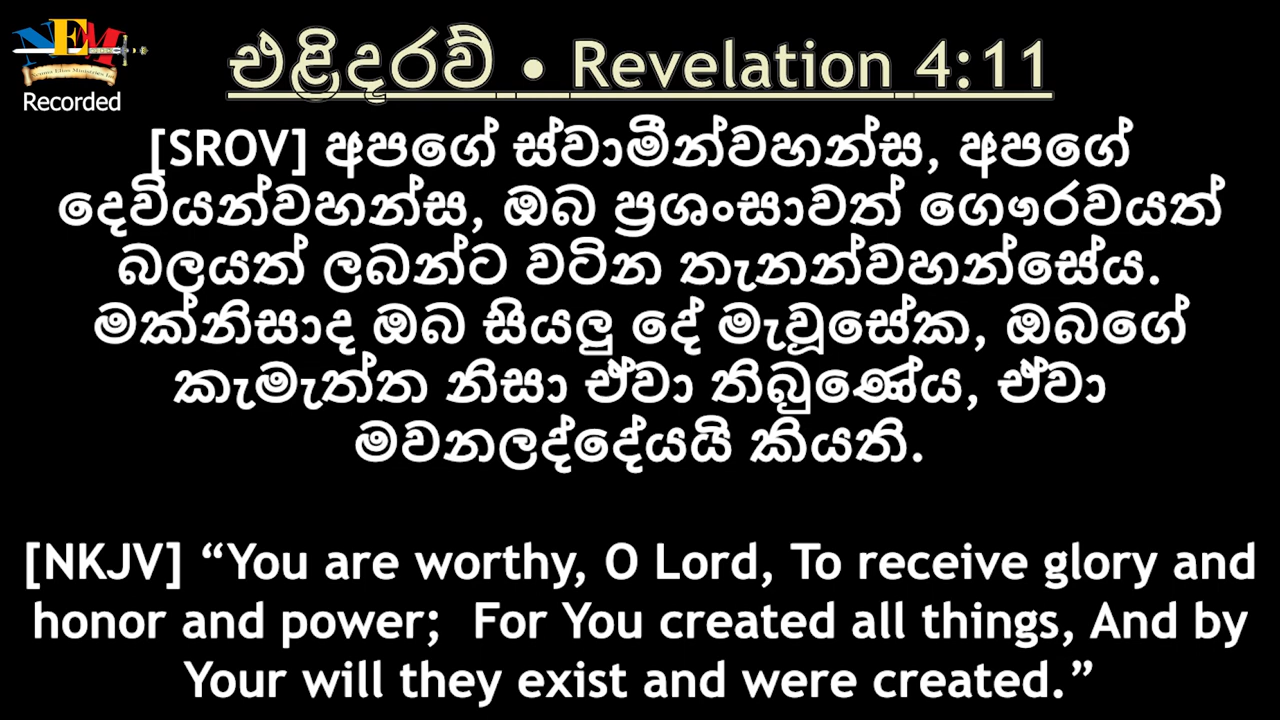 NEM
Recorded
එළිදරව් • Revelation 4:11
[SROV] අපගේ ස්වාමීන්වහන්ස, අපගේ
දෙවියන්වහන්ස, ඔබ ප්‍රශංසාවත් ගෞරවයත්
බලයත් ලබන්ට වටින තැනන්වහන්සේය.
මක්නිසාද ඔබ සියලු දේ මැවූසේක, ඔබගේ
කැමැත්ත නිසා ඒවා තිබුණේය, ඒවා
මවනලද්දේයයි කියති.
[NKJV] “You are worthy, O Lord, To receive glory and
honor and power;  For You created all things, And by
Your will they exist and were created.”